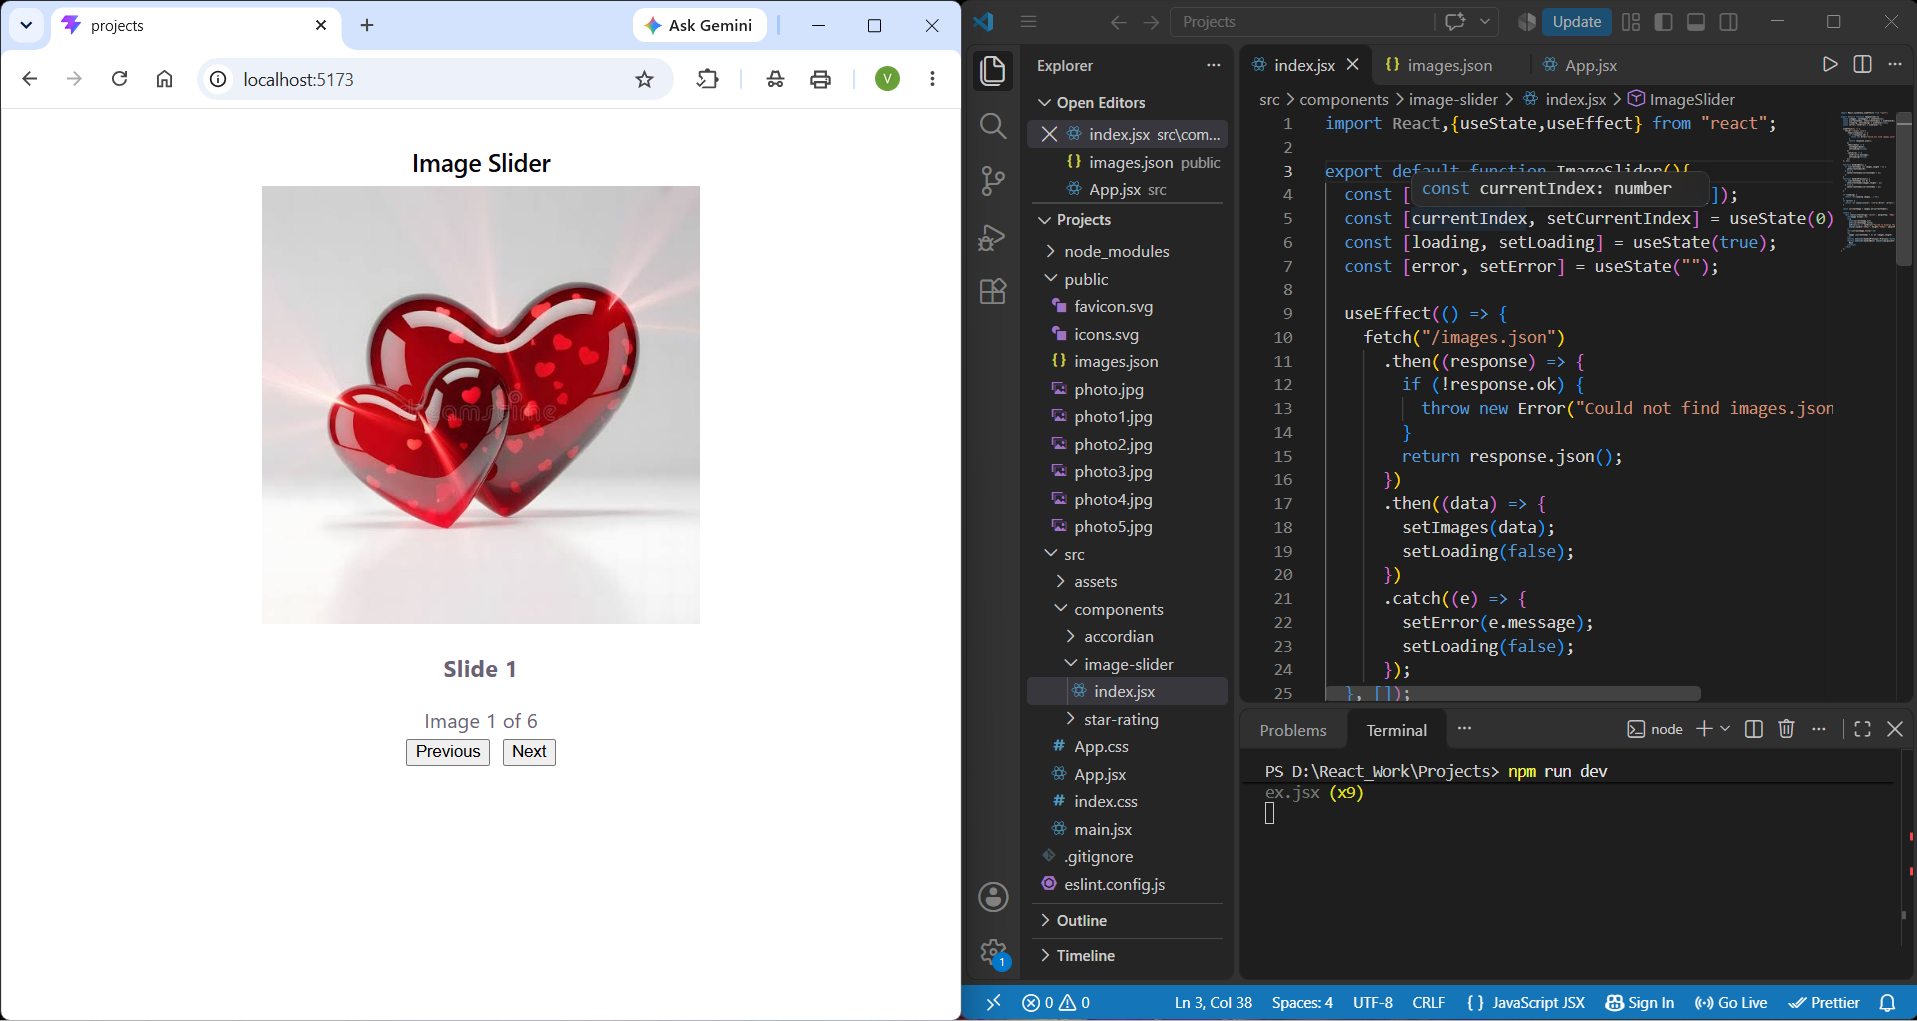 projects
Ask Gemini
localhost:5173
V
Image Slider
dreamstime
Slide 1
Image 1 of 6
Previous
Next
Projects
Update
Explorer
Open Editors
index.jsx src\com...
images.json public
App.jsx src
Projects
node_modules
public
favicon.svg
icons.svg
images.json
photo.jpg
photo1.jpg
photo2.jpg
photo3.jpg
photo4.jpg
photo5.jpg
src
assets
components
accordian
image-slider
index.jsx
star-rating
App.css
App.jsx
index.css
main.jsx
.gitignore
eslint.config.js
Outline
Timeline
1
index.jsx
images.json
App.jsx
src > components > image-slider > index.jsx > ImageSlider
1 import React,{useState,useEffect} from "react";
2
3 export default function ImageSlider(){
const currentIndex: number
4 const [ ]);
5 const [currentIndex, setCurrentIndex] = useState(0)
6 const [loading, setLoading] = useState(true);
7 const [error, setError] = useState("");
8
9 useEffect(() => {
10 fetch("/images.json")
11 .then((response) => {
12 if (!response.ok) {
13 throw new Error("Could not find images.json
14 }
15 return response.json();
16 })
17 .then((data) => {
18 setImages(data);
19 setLoading(false);
20 })
21 .catch((e) => {
22 setError(e.message);
23 setLoading(false);
24 });
25 }, []);
Problems
Terminal
node
PS D:\React_Work\Projects> npm run dev
ex.jsx (x9)
0 0
Ln 3, Col 38
Spaces: 4
UTF-8
CRLF
{ } JavaScript JSX
Sign In
Go Live
Prettier